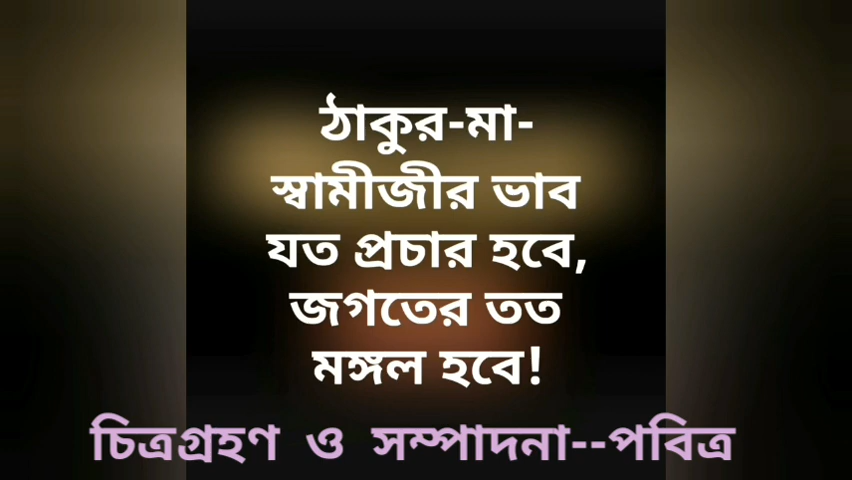 ঠাকুর-মা-
স্বামীজীর ভাব
যত প্রচার হবে,
জগতের তত
মঙ্গল হবে!
চিত্রগ্রহণ ও সম্পাদনা--পবিত্র